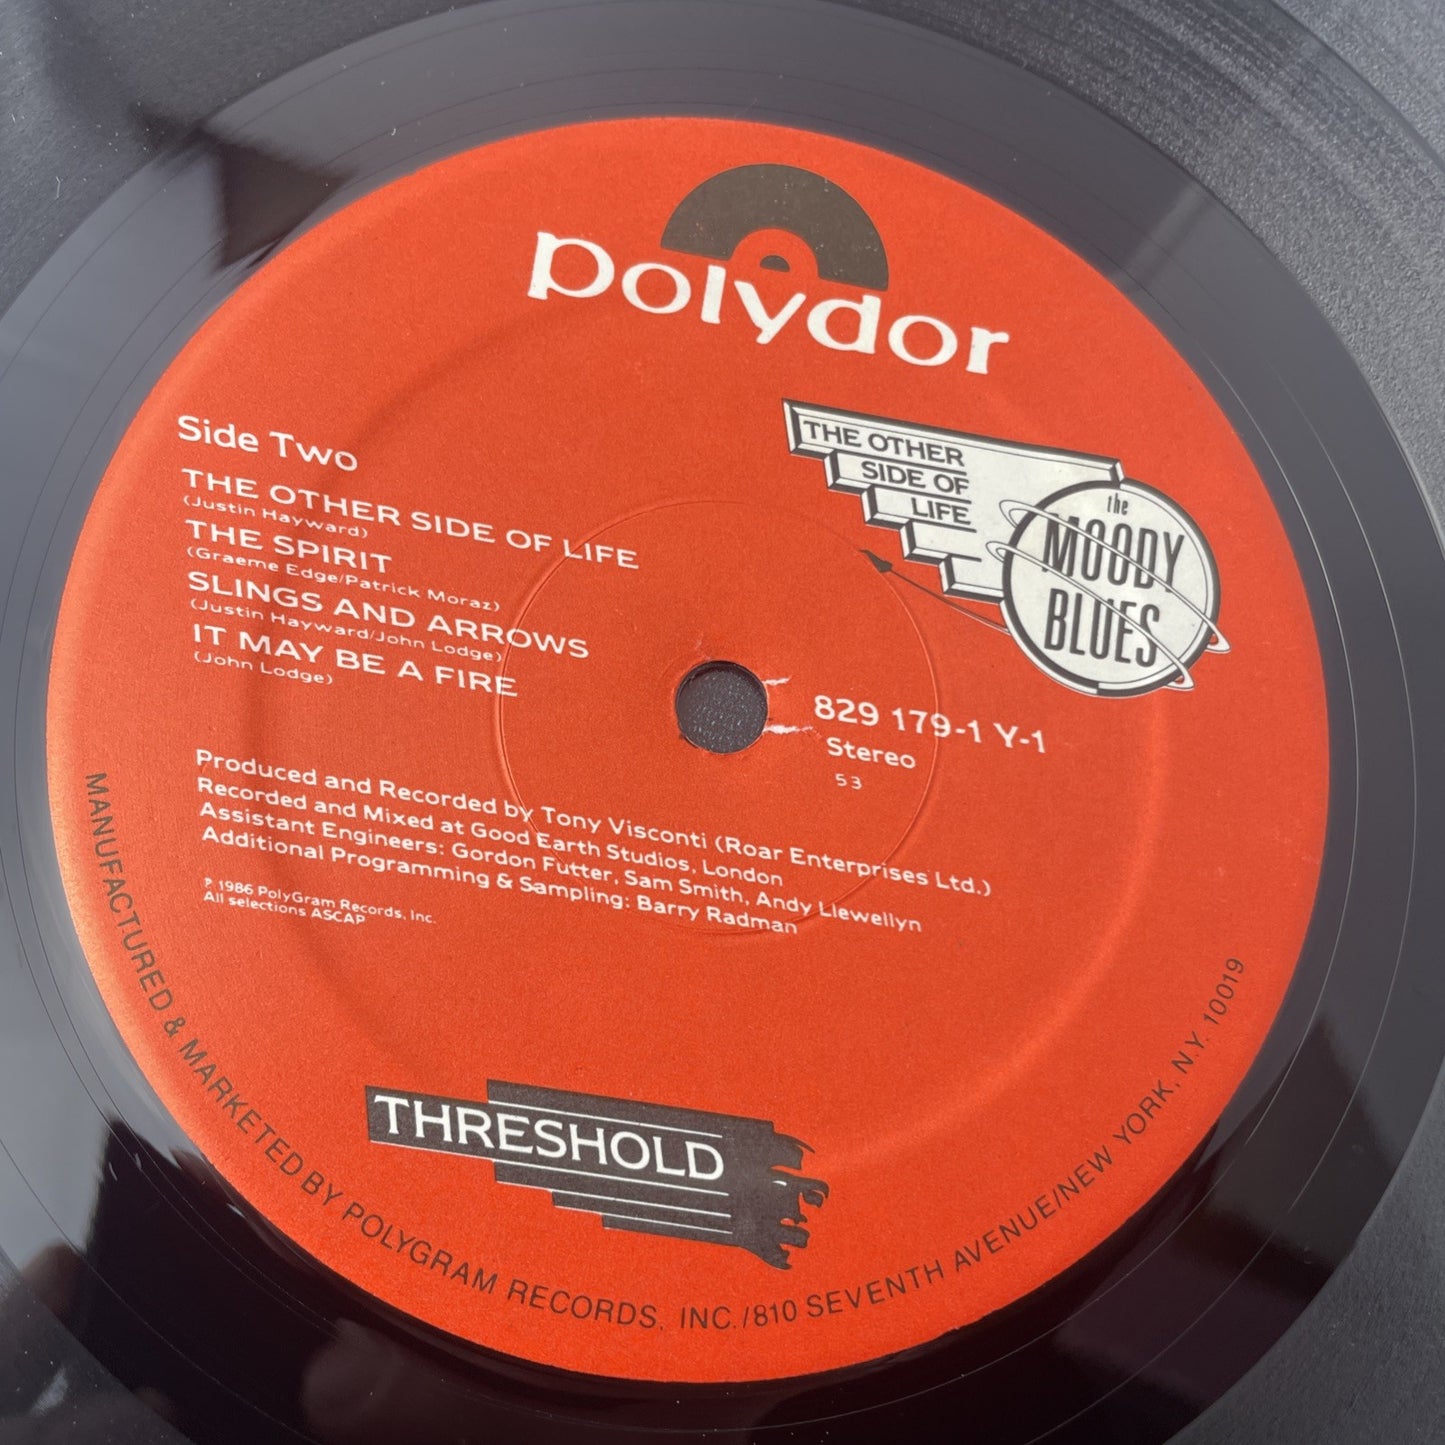 polydor
THE OTHER
SIDE OF
LIFE
the
MOODY
BLUES
Side Two
THE OTHER SIDE OF LIFE
(Justin Hayward)
THE SPIRIT
(Graeme Edge/Patrick Moraz)
SLINGS AND ARROWS
(Justin Hayward/John Lodge)
IT MAY BE A FIRE
(John Lodge)
829 179-1 Y-1
Stereo
53
Produced and Recorded by Tony Visconti (Roar Enterprises Ltd.)
Recorded and Mixed at Good Earth Studios, London
Assistant Engineers: Gordon Futter, Sam Smith, Andy Llewellyn
Additional Programming & Sampling: Barry Radman
℗ 1986 PolyGram Records, Inc.
All selections ASCAP
THRESHOLD
MANUFACTURED & MARKETED BY POLYGRAM RECORDS, INC./810 SEVENTH AVENUE/NEW YORK, N.Y. 10019